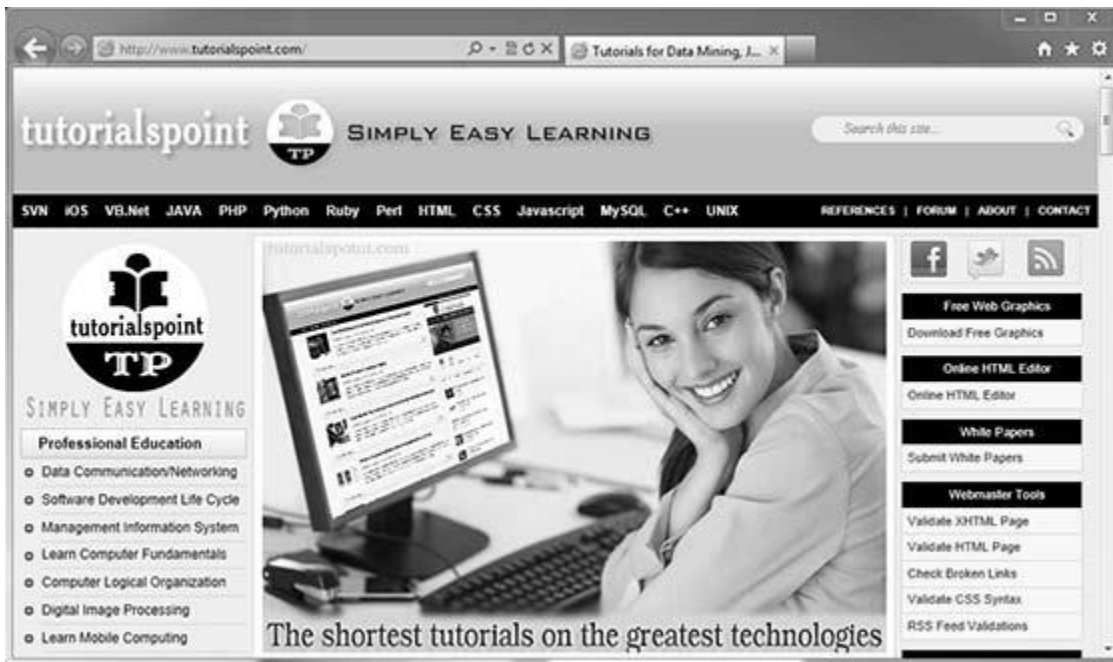 http://www.tutorialspoint.com/
Tutorials for Data Mining, J...
tutorialspoint
TP
SIMPLY EASY LEARNING
Search this site...
SVN iOS VB.Net JAVA PHP Python Ruby Perl HTML CSS Javascript MySQL C++ UNIX
REFERENCES | FORUM | ABOUT | CONTACT
tutorialspoint
TP
SIMPLY EASY LEARNING
Professional Education
Data Communication/Networking
Software Development Life Cycle
Management Information System
Learn Computer Fundamentals
Computer Logical Organization
Digital Image Processing
Learn Mobile Computing
tutorialspoint.com
The shortest tutorials on the greatest technologies
Free Web Graphics
Download Free Graphics
Online HTML Editor
Online HTML Editor
White Papers
Submit White Papers
Webmaster Tools
Validate XHTML Page
Validate HTML Page
Check Broken Links
Validate CSS Syntax
RSS Feed Validations